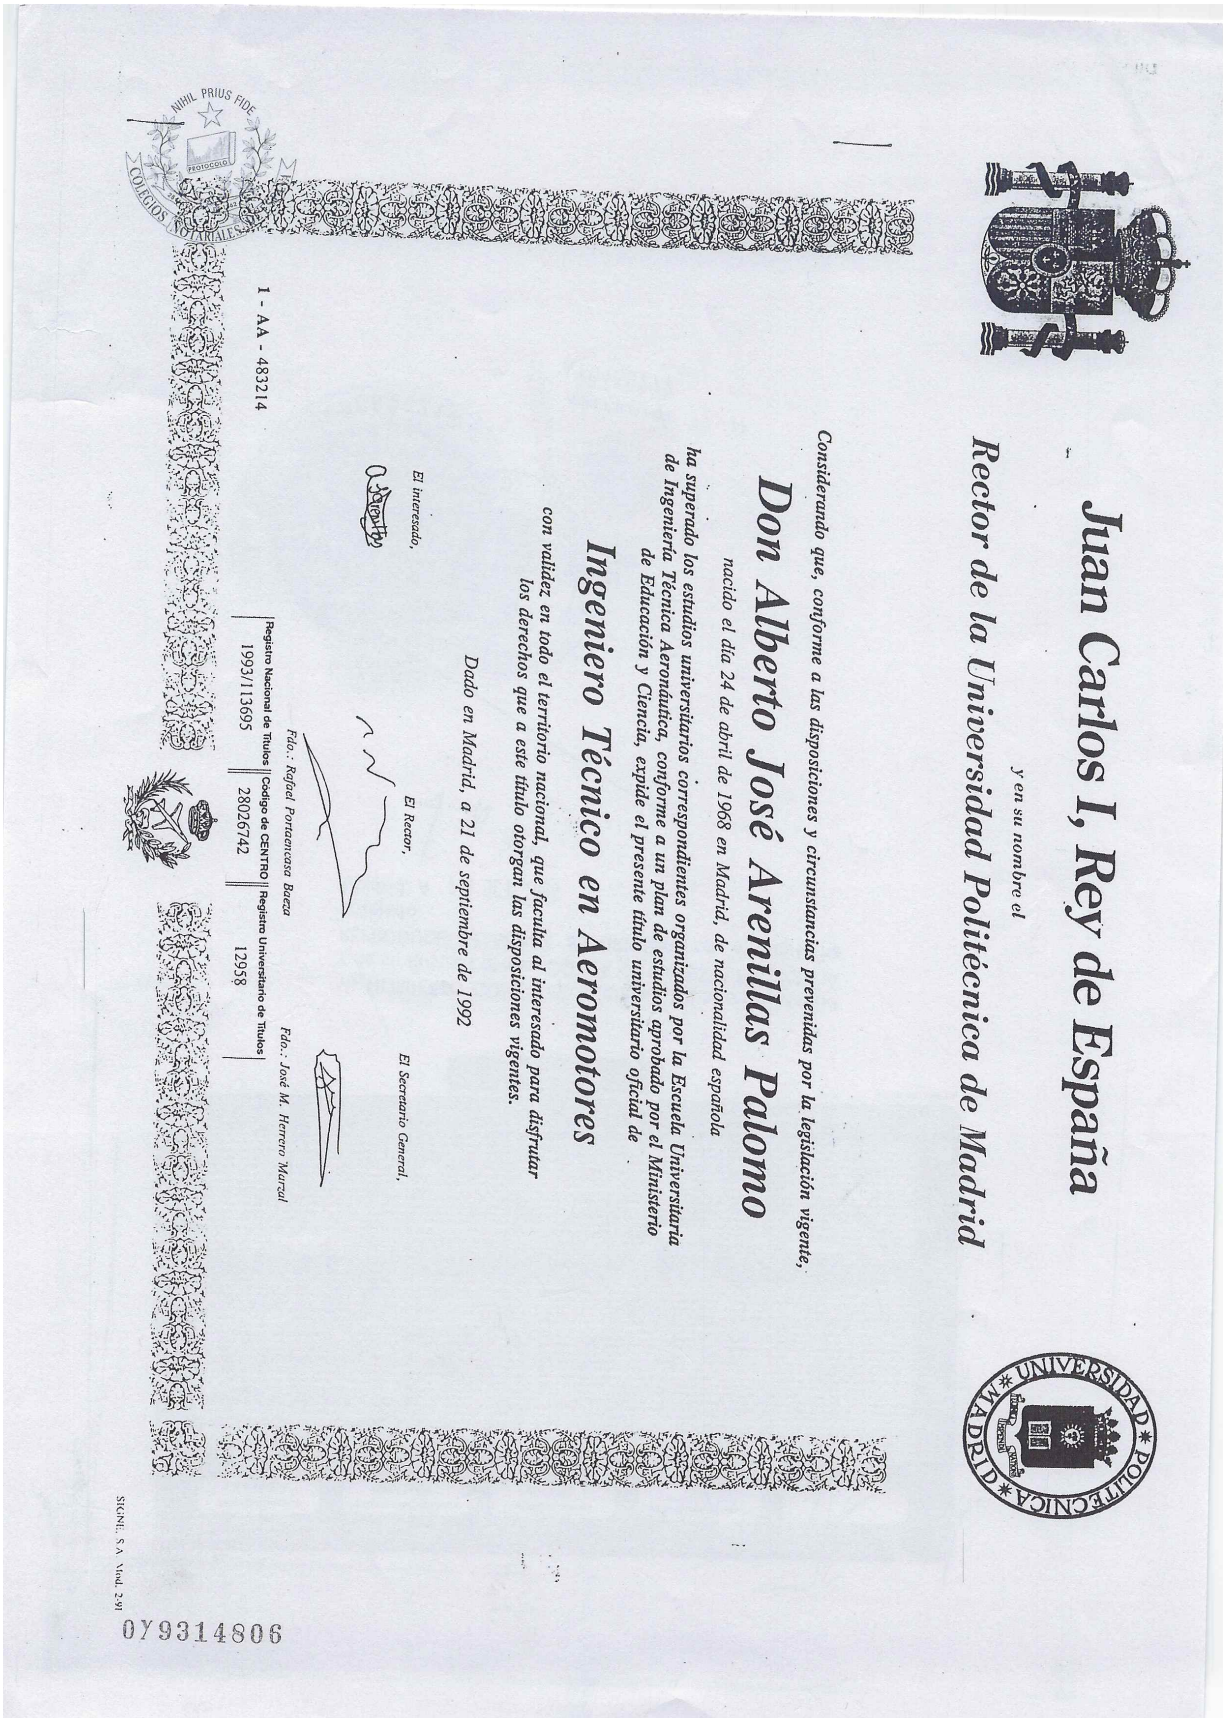 Juan Carlos I, Rey de España
y en su nombre el
Rector de la Universidad Politécnica de Madrid
UNIVERSIDAD * POLITECNICA * MADRID *
Considerando que, conforme a las disposiciones y circunstancias prevenidas por la legislación vigente,
Don Alberto José Arenillas Palomo
nacido el día 24 de abril de 1968 en Madrid, de nacionalidad española
ha superado los estudios universitarios correspondientes organizados por la Escuela Universitaria
de Ingeniería Técnica Aeronáutica, conforme a un plan de estudios aprobado por el Ministerio
de Educación y Ciencia, expide el presente título universitario oficial de
Ingeniero Técnico en Aeromotores
con validez en todo el territorio nacional, que faculta al interesado para disfrutar
los derechos que a este título otorgan las disposiciones vigentes.
Dado en Madrid, a 21 de septiembre de 1992
El interesado,
El Rector,
El Secretario General,
Fdo.: Rafael Portaencasa Baeza
Fdo.: José M. Herrero Marzal
1 - AA - 483214
Registro Nacional de Títulos
Código de CENTRO
Registro Universitario de Títulos
1993/113695
28026742
12958
NIHIL PRIUS FIDE
PROTOCOLO
COLEGIOS NOTARIALES
SIGNE, S.A. Mod. 2-91
0Y9314806